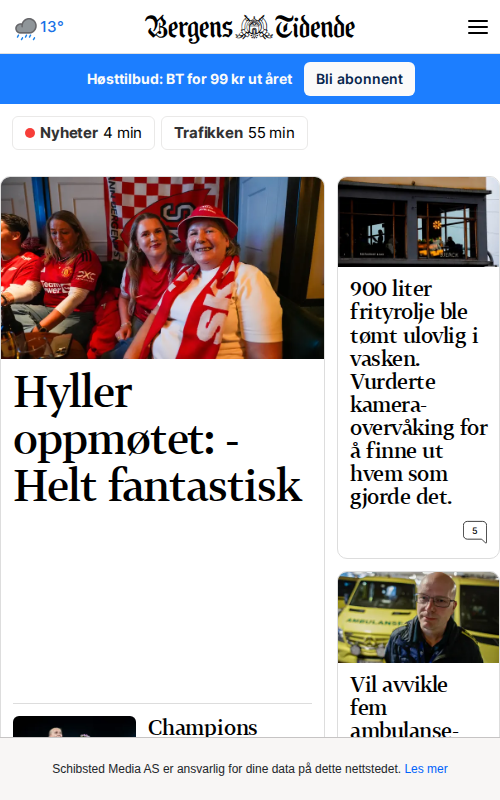 13°
Bergens Tidende
Høsttilbud: BT for 99 kr ut året
Bli abonnent
Nyheter 4 min
Trafikken 55 min
Hyller
oppmøtet: -
Helt fantastisk
900 liter
frityrolje ble
tømt ulovlig i
vasken.
Vurderte
kamera-
overvåking for
å finne ut
hvem som
gjorde det.
5
AMBULANSE
Vil avvikle
fem
ambulanse-
Champions
Schibsted Media AS er ansvarlig for dine data på dette nettstedet. Les mer